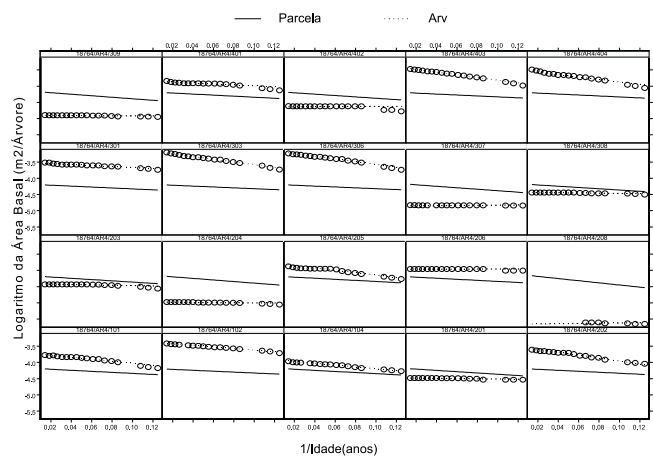 Parcela Arv
0,02 0,04 0,06 0,08 0,10 0,12 0,02 0,04 0,06 0,08 0,10 0,12
18764/AR4/309 18764/AR4/401 18764/AR4/402 18764/AR4/403 18764/AR4/404
18764/AR4/301 18764/AR4/303 18764/AR4/306 18764/AR4/307 18764/AR4/308
-3,5
-4,5
-5,0
-5,5
18764/AR4/203 18764/AR4/204 18764/AR4/205 18764/AR4/206 18764/AR4/208
18764/AR4/101 18764/AR4/102 18764/AR4/104 18764/AR4/201 18764/AR4/202
-3,5
-4,5
-5,0
-5,5
0,02 0,04 0,06 0,08 0,10 0,12 0,02 0,04 0,06 0,08 0,10 0,12 0,02 0,04 0,06 0,08 0,10 0,12
Logaritmo da Área Basal (m2/Árvore)
1/Idade(anos)